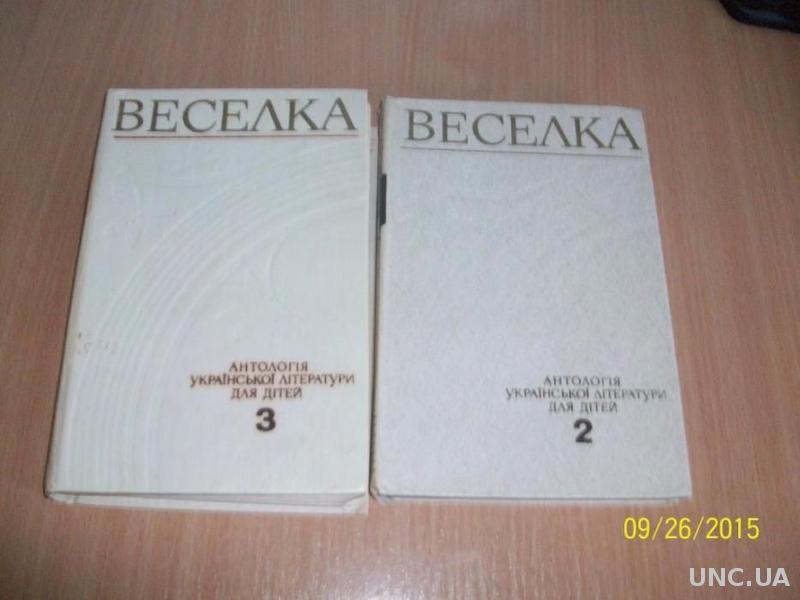 ВЕСЕЛКА
АНТОЛОГІЯ
УКРАЇНСЬКОЇ ЛІТЕРАТУРИ
ДЛЯ ДІТЕЙ
3
ВЕСЕЛКА
АНТОЛОГІЯ
УКРАЇНСЬКОЇ ЛІТЕРАТУРИ
ДЛЯ ДІТЕЙ
2
09/26/2015
UNC.UA